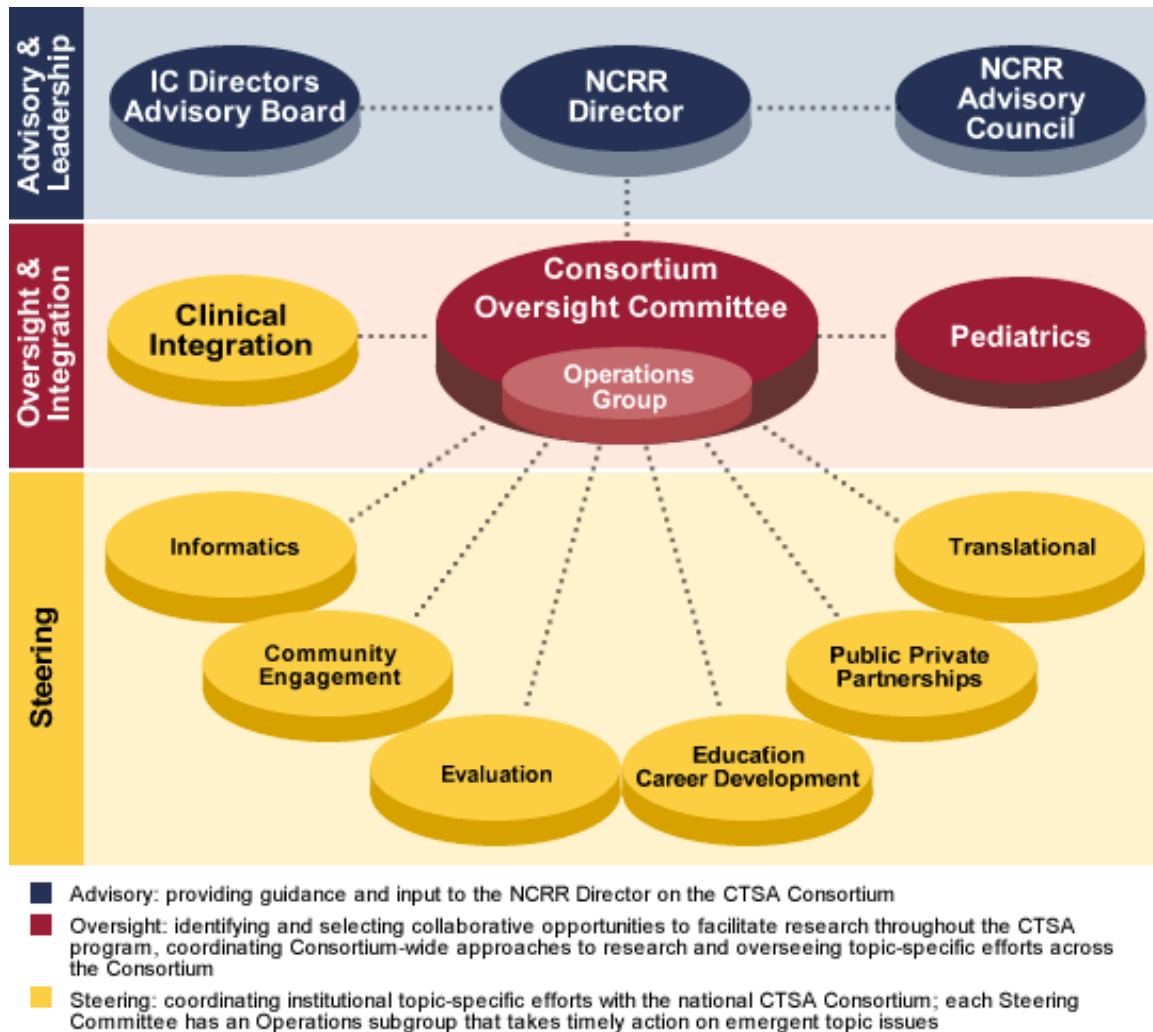 Advisory &
Leadership
IC Directors
Advisory Board
NCRR
Director
NCRR
Advisory
Council
Oversight &
Integration
Clinical
Integration
Consortium
Oversight Committee
Operations
Group
Pediatrics
Steering
Informatics
Translational
Community
Engagement
Public Private
Partnerships
Evaluation
Education
Career Development
Advisory: providing guidance and input to the NCRR Director on the CTSA Consortium
Oversight: identifying and selecting collaborative opportunities to facilitate research throughout the CTSA
program, coordinating Consortium-wide approaches to research and overseeing topic-specific efforts across
the Consortium
Steering: coordinating institutional topic-specific efforts with the national CTSA Consortium; each Steering
Committee has an Operations subgroup that takes timely action on emergent topic issues